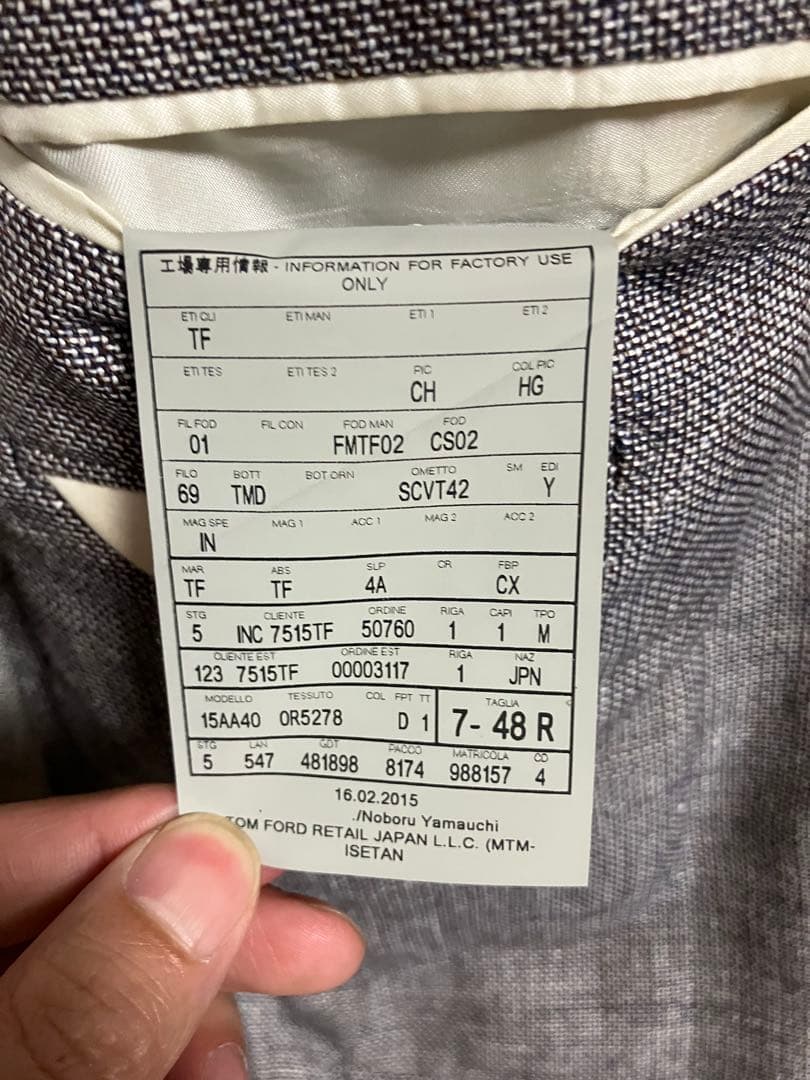 工場専用情報 - INFORMATION FOR FACTORY USE
ONLY
ETI CLI ETI MAN ETI 1 ETI 2
TF
ETI TES ETI TES 2 PIC COL PIC
CH HG
FIL FOD FIL CON FOD MAN FOD
01 FMTF02 CS02
FILO BOTT BOT ORN OMETTO SM EDI
69 TMD SCVT42 Y
MAG SPE MAG 1 ACC 1 MAG 2 ACC 2
IN
MAR ABS SLP CR FBP
TF TF 4A CX
STG CLIENTE ORDINE RIGA CAPI TPO
5 INC 7515TF 50760 1 1 M
CLIENTE EST ORDINE EST RIGA NAZ
123 7515TF 00003117 1 JPN
MODELLO TESSUTO COL FPT TT TAGLIA
15AA40 0R5278 D 1 7- 48 R
STG LAN GDT PACCO MATRICOLA CD
5 547 481898 8174 988157 4
16.02.2015
./Noboru Yamauchi
TOM FORD RETAIL JAPAN L.L.C. (MTM-
ISETAN